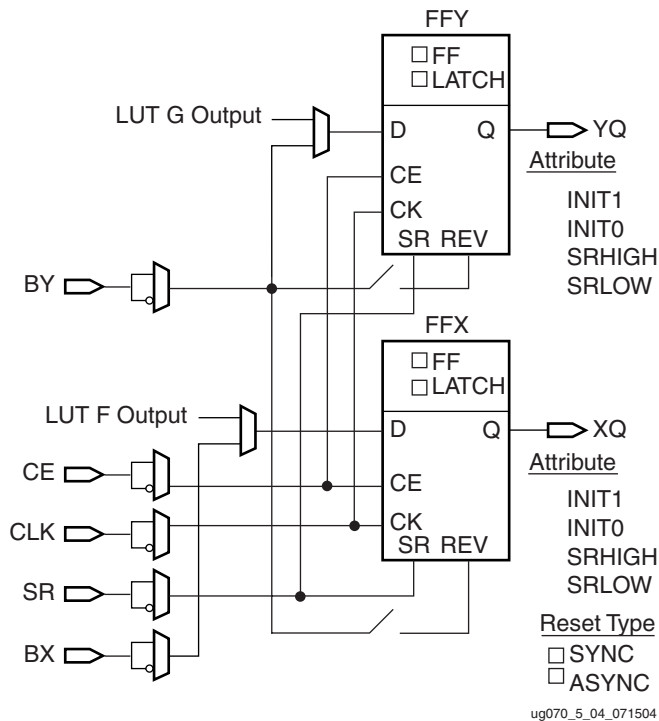 FFY
FF
LATCH
LUT G Output
D
Q
YQ
Attribute
CE
INIT1
CK
INIT0
SR REV
SRHIGH
BY
SRLOW
FFX
FF
LATCH
LUT F Output
D
Q
XQ
CE
Attribute
CE
INIT1
CLK
CK
INIT0
SR REV
SRHIGH
SR
SRLOW
Reset Type
BX
SYNC
ASYNC
ug070_5_04_071504